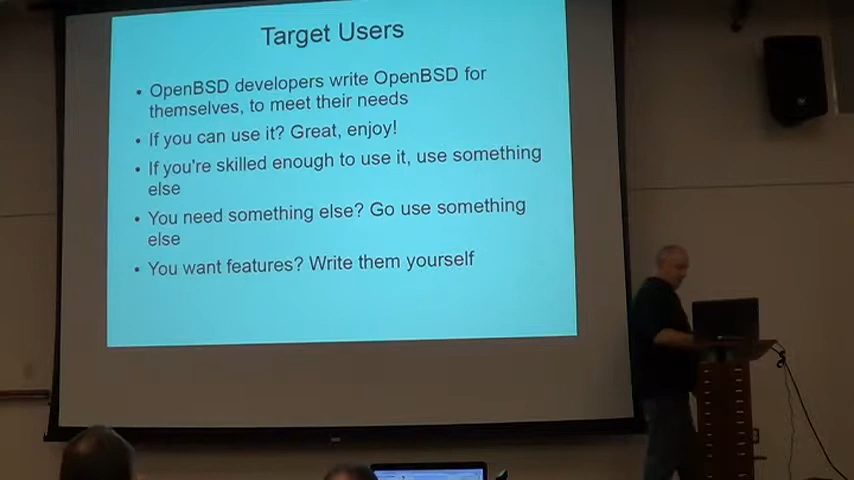 Target Users
• OpenBSD developers write OpenBSD for
themselves, to meet their needs
• If you can use it? Great, enjoy!
• If you're skilled enough to use it, use something
else
• You need something else? Go use something
else
• You want features? Write them yourself